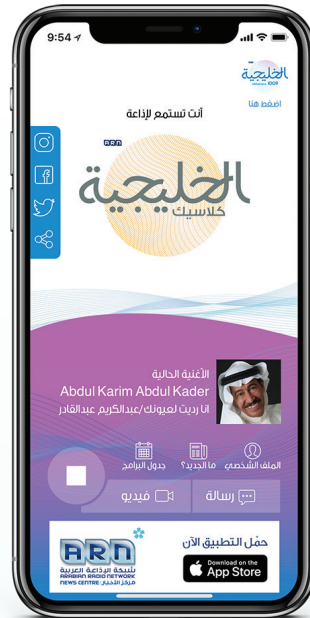 9:54
الخليجية
100.9
اضغط هنا
أنت تستمع لإذاعة
ARN
الخليجية
كلاسيك
الأغنية الحالية
Abdul Karim Abdul Kader
انا رديت لعيونك/عبدالكريم عبدالقادر
الملف الشخصي
ما الجديد؟
جدول البرامج
رسالة
فيديو
حمّل التطبيق الآن
Download on the
App Store
ARN
شبكة الإذاعة العربية
ARABIAN RADIO NETWORK
NEWS CENTRE مركز الأخبار